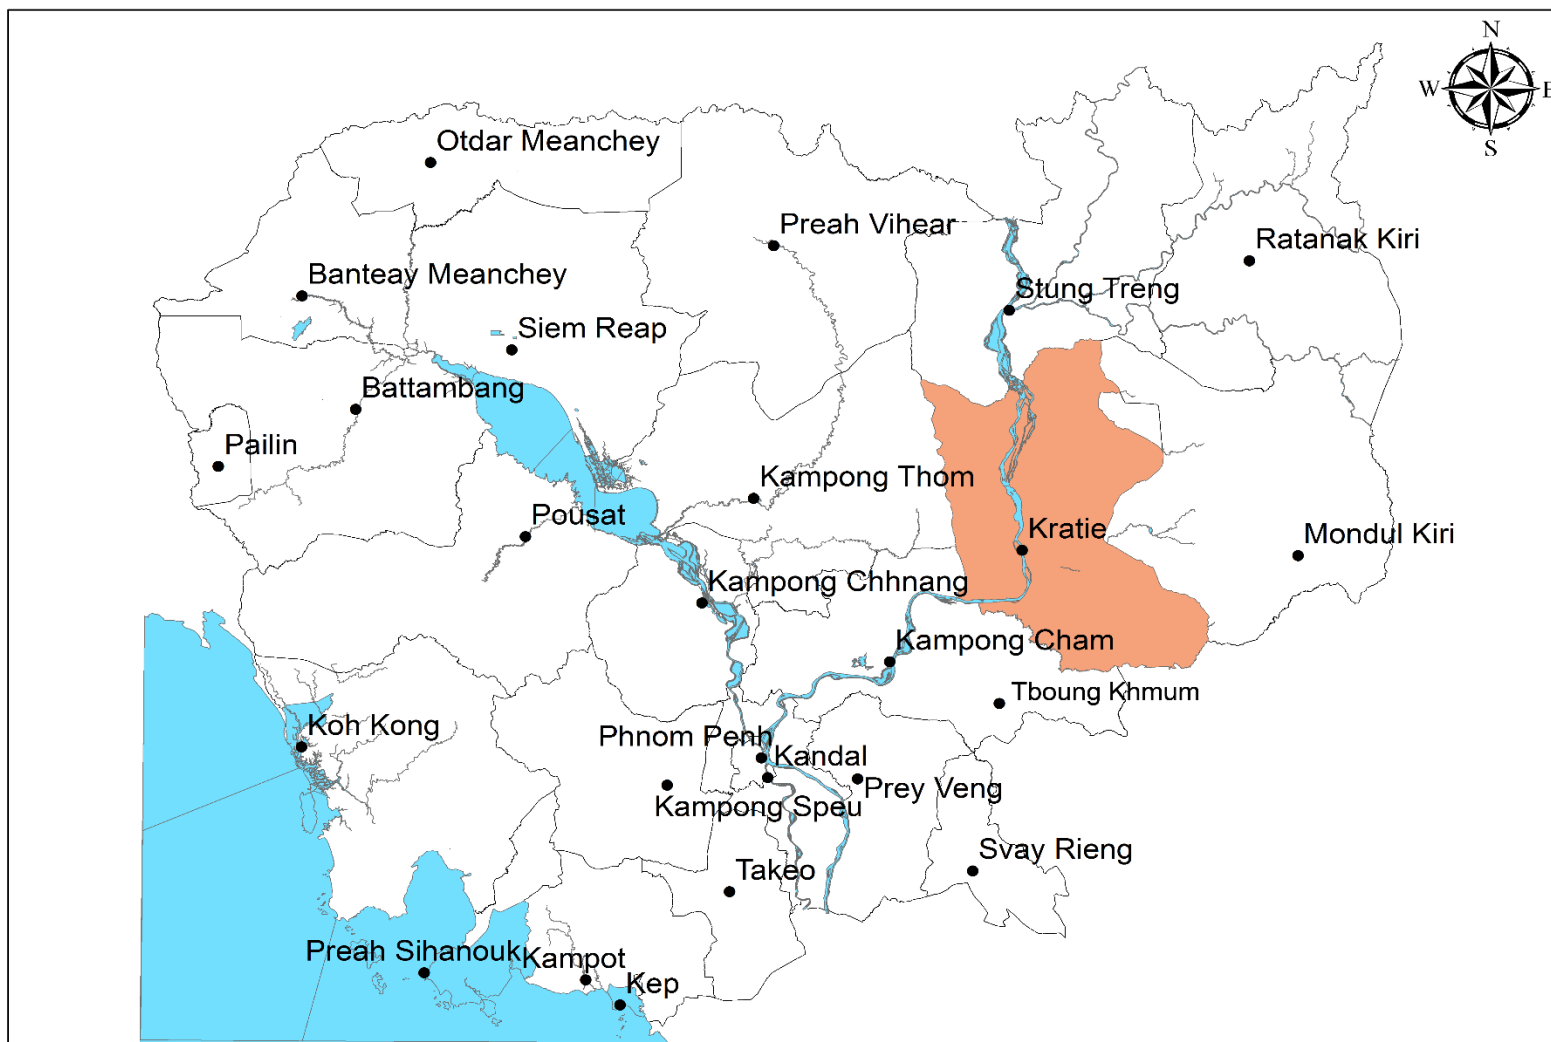 N
W E
S
Otdar Meanchey
Preah Vihear
Ratanak Kiri
Banteay Meanchey
Stung Treng
Siem Reap
Battambang
Pailin
Kampong Thom
Pousat
Kratie
Mondul Kiri
Kampong Chhnang
Kampong Cham
Tboung Khmum
Koh Kong
Phnom Penh
Kandal
Prey Veng
Kampong Speu
Svay Rieng
Takeo
Preah Sihanouk
Kampot
Kep